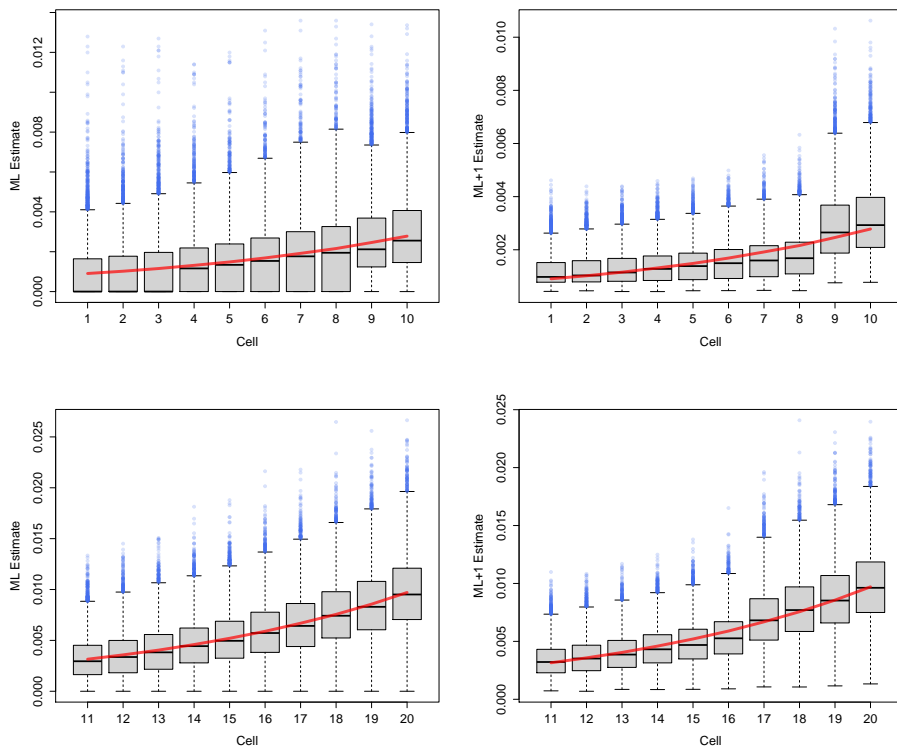 ML Estimate
0.000 0.004 0.008 0.012
1 2 3 4 5 6 7 8 9 10
Cell
ML+1 Estimate
0.002 0.004 0.006 0.008 0.010
1 2 3 4 5 6 7 8 9 10
Cell
ML Estimate
0.000 0.005 0.010 0.015 0.020 0.025
11 12 13 14 15 16 17 18 19 20
Cell
ML+1 Estimate
0.000 0.005 0.010 0.015 0.020 0.025
11 12 13 14 15 16 17 18 19 20
Cell